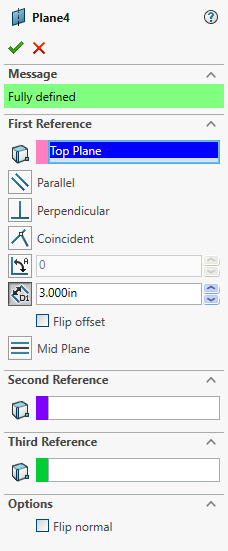 Plane4
Message
Fully defined
First Reference
Top Plane
Parallel
Perpendicular
Coincident
0
3.000in
Flip offset
Mid Plane
Second Reference
Third Reference
Options
Flip normal